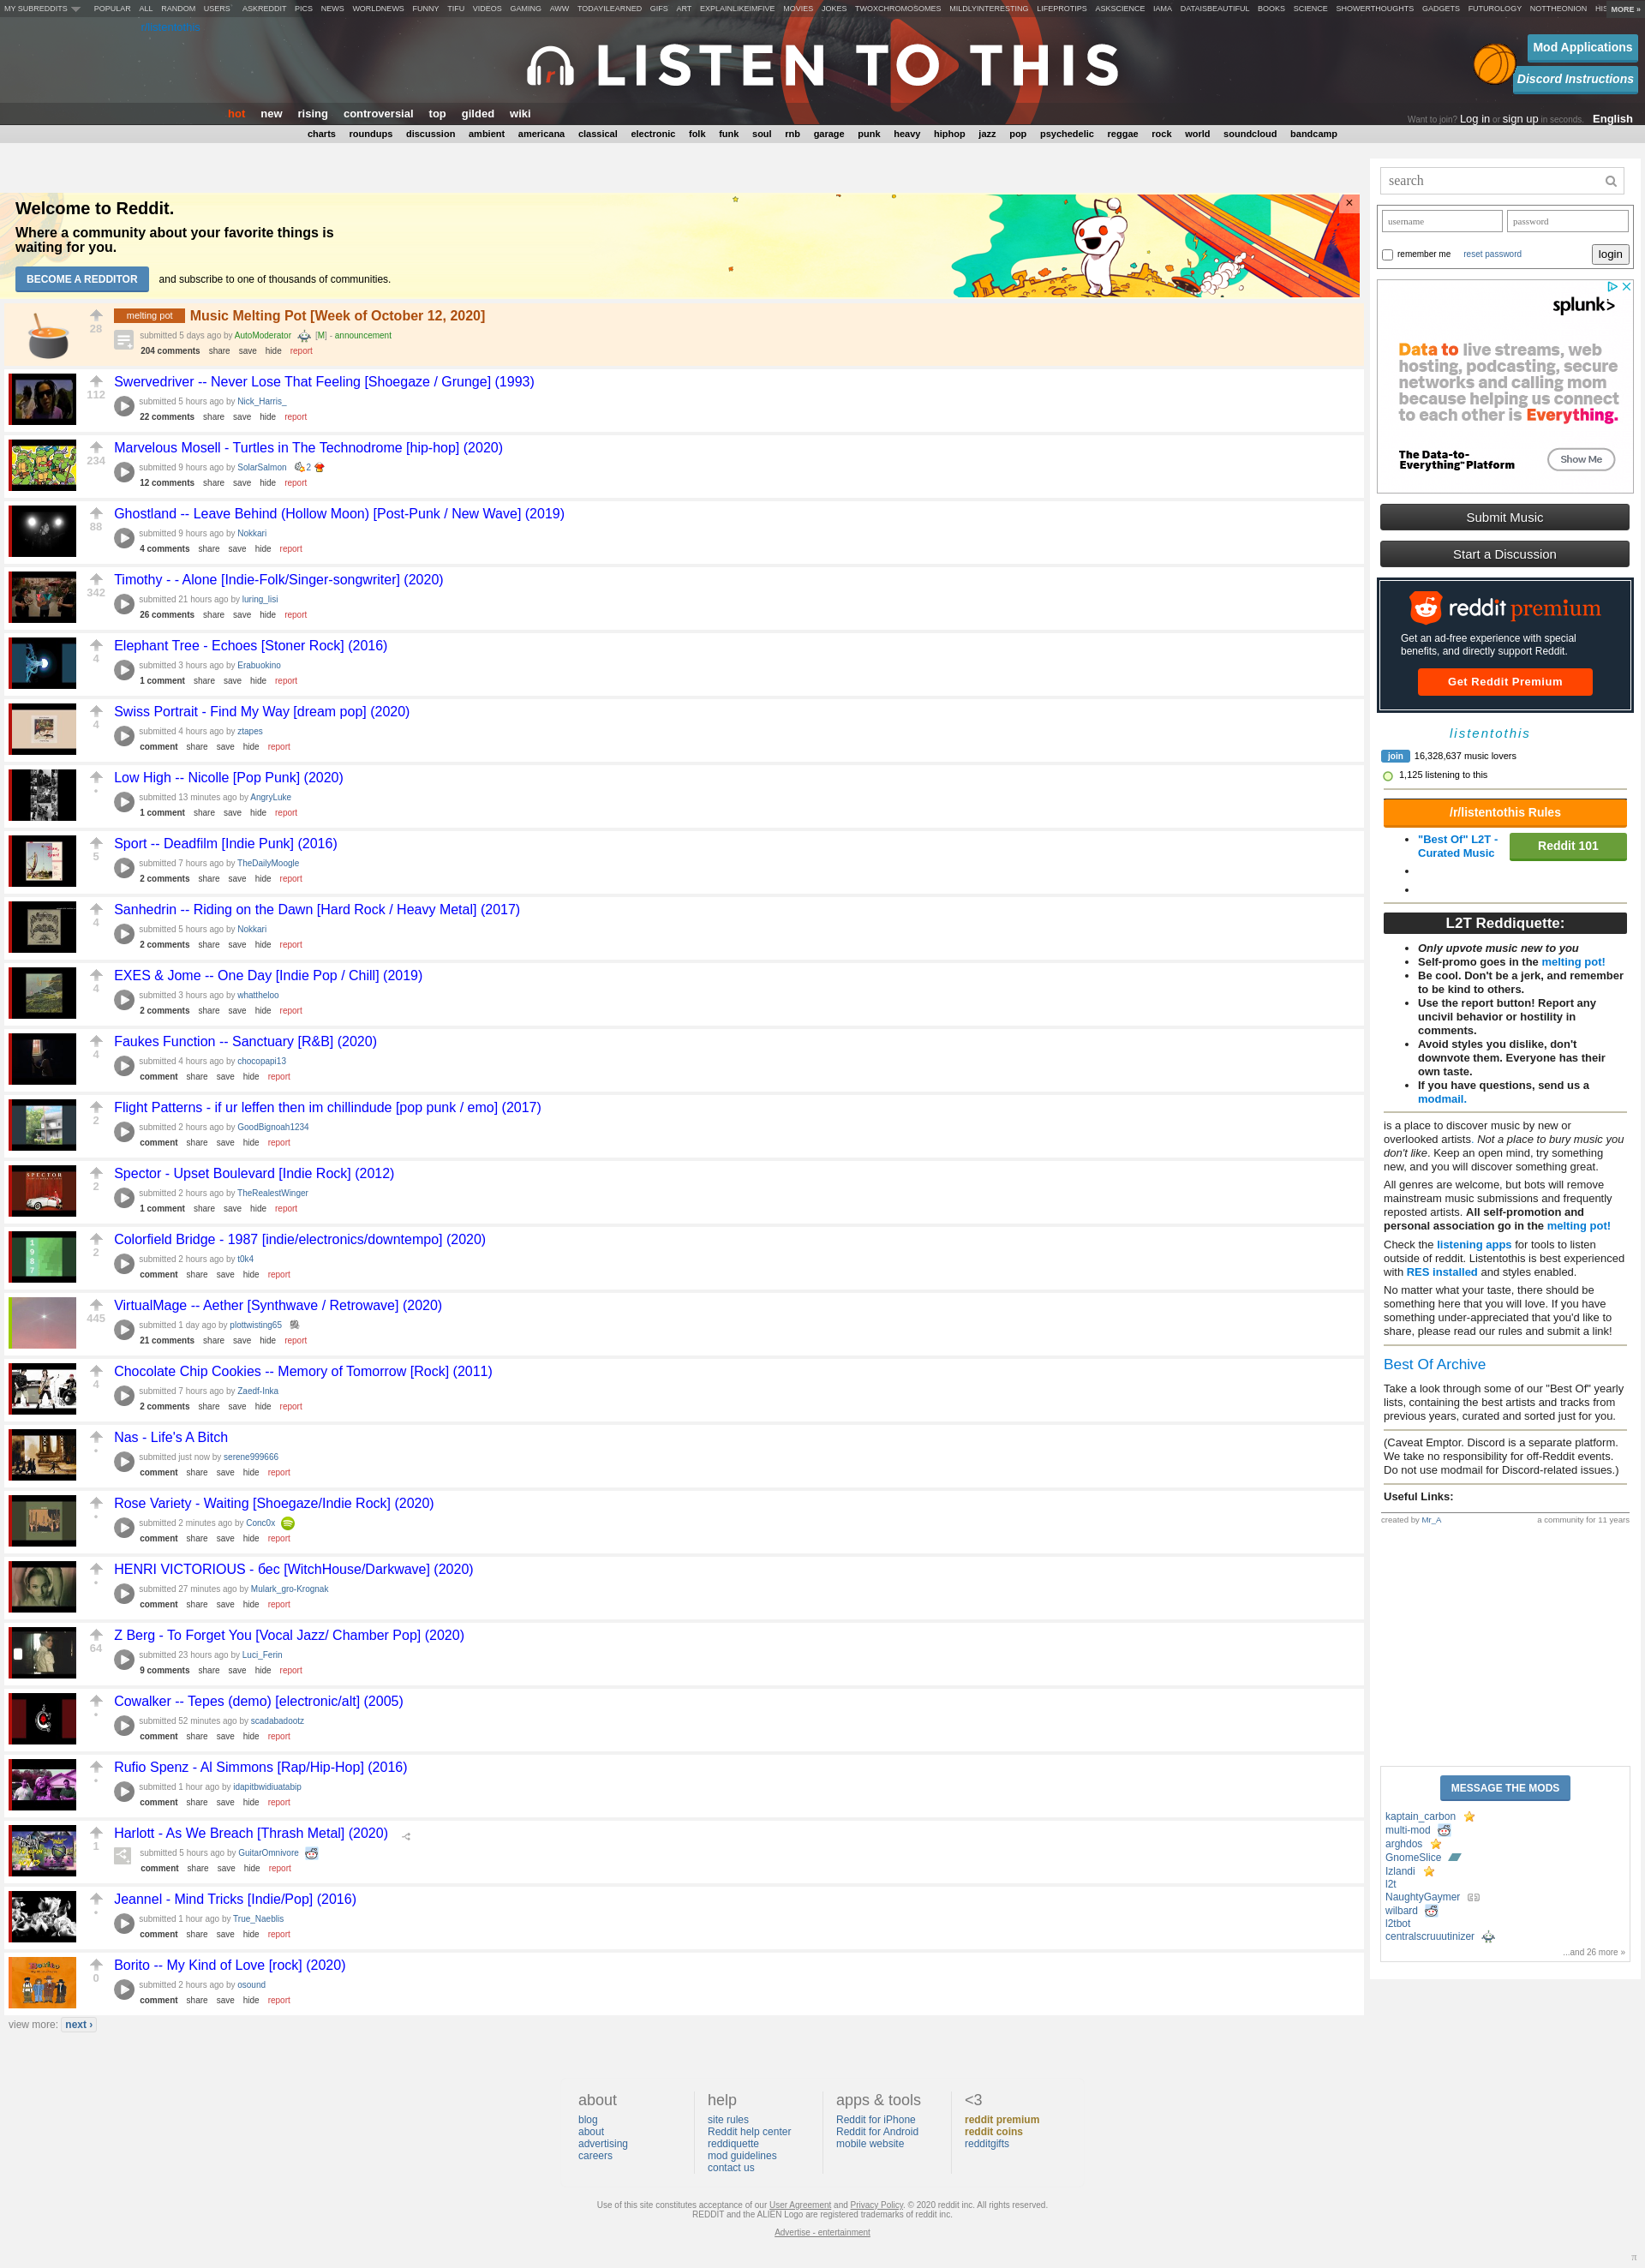 MY SUBREDDITS POPULAR ALL RANDOM USERS ASKREDDIT PICS NEWS WORLDNEWS FUNNY TIFU VIDEOS GAMING AWW TODAYILEARNED GIFS ART EXPLAINLIKEIMFIVE MOVIES JOKES TWOXCHROMOSOMES MILDLYINTERESTING LIFEPROTIPS ASKSCIENCE IAMA DATAISBEAUTIFUL BOOKS SCIENCE SHOWERTHOUGHTS GADGETS FUTUROLOGY NOTTHEONION HIS MORE »
LISTEN TO THIS
Mod Applications
Discord Instructions
hot new rising controversial top gilded wiki
Want to join? Log in or sign up in seconds. English
charts roundups discussion ambient americana classical electronic folk funk soul rnb garage punk heavy hiphop jazz pop psychedelic reggae rock world soundcloud bandcamp
Welcome to Reddit.
Where a community about your favorite things is
waiting for you.
BECOME A REDDITOR and subscribe to one of thousands of communities.
×
28
melting pot Music Melting Pot [Week of October 12, 2020]
submitted 5 days ago by AutoModerator [M] - announcement
204 comments share save hide report
112
Swervedriver -- Never Lose That Feeling [Shoegaze / Grunge] (1993)
submitted 5 hours ago by Nick_Harris_
22 comments share save hide report
234
Marvelous Mosell - Turtles in The Technodrome [hip-hop] (2020)
submitted 9 hours ago by SolarSalmon 2
12 comments share save hide report
88
Ghostland -- Leave Behind (Hollow Moon) [Post-Punk / New Wave] (2019)
submitted 9 hours ago by Nokkari
4 comments share save hide report
342
Timothy - - Alone [Indie-Folk/Singer-songwriter] (2020)
submitted 21 hours ago by luring_lisi
26 comments share save hide report
4
Elephant Tree - Echoes [Stoner Rock] (2016)
submitted 3 hours ago by Erabuokino
1 comment share save hide report
4
Swiss Portrait - Find My Way [dream pop] (2020)
submitted 4 hours ago by ztapes
comment share save hide report
•
Low High -- Nicolle [Pop Punk] (2020)
submitted 13 minutes ago by AngryLuke
1 comment share save hide report
5
Sport -- Deadfilm [Indie Punk] (2016)
submitted 7 hours ago by TheDailyMoogle
2 comments share save hide report
4
Sanhedrin -- Riding on the Dawn [Hard Rock / Heavy Metal] (2017)
submitted 5 hours ago by Nokkari
2 comments share save hide report
4
EXES & Jome -- One Day [Indie Pop / Chill] (2019)
submitted 3 hours ago by whattheloo
2 comments share save hide report
4
Faukes Function -- Sanctuary [R&B] (2020)
submitted 4 hours ago by chocopapi13
comment share save hide report
2
Flight Patterns - if ur leffen then im chillindude [pop punk / emo] (2017)
submitted 2 hours ago by GoodBignoah1234
comment share save hide report
SPECTOR
2
Spector - Upset Boulevard [Indie Rock] (2012)
submitted 2 hours ago by TheRealestWinger
1 comment share save hide report
1987
2
Colorfield Bridge - 1987 [indie/electronics/downtempo] (2020)
submitted 2 hours ago by t0k4
comment share save hide report
445
VirtualMage -- Aether [Synthwave / Retrowave] (2020)
submitted 1 day ago by plottwisting65
21 comments share save hide report
4
Chocolate Chip Cookies -- Memory of Tomorrow [Rock] (2011)
submitted 7 hours ago by Zaedf-Inka
2 comments share save hide report
•
Nas - Life's A Bitch
submitted just now by serene999666
comment share save hide report
•
Rose Variety - Waiting [Shoegaze/Indie Rock] (2020)
submitted 2 minutes ago by Conc0x
comment share save hide report
•
HENRI VICTORIOUS - бес [WitchHouse/Darkwave] (2020)
submitted 27 minutes ago by Mulark_gro-Krognak
comment share save hide report
64
Z Berg - To Forget You [Vocal Jazz/ Chamber Pop] (2020)
submitted 23 hours ago by Luci_Ferin
9 comments share save hide report
•
Cowalker -- Tepes (demo) [electronic/alt] (2005)
submitted 52 minutes ago by scadabadootz
comment share save hide report
•
Rufio Spenz - Al Simmons [Rap/Hip-Hop] (2016)
submitted 1 hour ago by idapitbwidiuatabip
comment share save hide report
1
Harlott - As We Breach [Thrash Metal] (2020)
submitted 5 hours ago by GuitarOmnivore
comment share save hide report
•
Jeannel - Mind Tricks [Indie/Pop] (2016)
submitted 1 hour ago by True_Naeblis
comment share save hide report
0
Borito -- My Kind of Love [rock] (2020)
submitted 2 hours ago by osound
comment share save hide report
view more: next ›
search
username password
remember me reset password login
splunk>
Data to live streams, web
hosting, podcasting, secure
networks and calling mom
because helping us connect
to each other is Everything.
The Data-to-
Everything™ Platform
Show Me
Submit Music
Start a Discussion
reddit premium
Get an ad-free experience with special
benefits, and directly support Reddit.
Get Reddit Premium
listentothis
join 16,328,637 music lovers
1,125 listening to this
/r/listentothis Rules
"Best Of" L2T -
Curated Music
Reddit 101
L2T Reddiquette:
Only upvote music new to you
Self-promo goes in the melting pot!
Be cool. Don't be a jerk, and remember
to be kind to others.
Use the report button! Report any
uncivil behavior or hostility in
comments.
Avoid styles you dislike, don't
downvote them. Everyone has their
own taste.
If you have questions, send us a
modmail.
is a place to discover music by new or
overlooked artists. Not a place to bury music you
don't like. Keep an open mind, try something
new, and you will discover something great.
All genres are welcome, but bots will remove
mainstream music submissions and frequently
reposted artists. All self-promotion and
personal association go in the melting pot!
Check the listening apps for tools to listen
outside of reddit. Listentothis is best experienced
with RES installed and styles enabled.
No matter what your taste, there should be
something here that you will love. If you have
something under-appreciated that you'd like to
share, please read our rules and submit a link!
Best Of Archive
Take a look through some of our "Best Of" yearly
lists, containing the best artists and tracks from
previous years, curated and sorted just for you.
(Caveat Emptor. Discord is a separate platform.
We take no responsibility for off-Reddit events.
Do not use modmail for Discord-related issues.)
Useful Links:
created by Mr_A a community for 11 years
MESSAGE THE MODS
kaptain_carbon
multi-mod
arghdos
GnomeSlice
Izlandi
l2t
NaughtyGaymer
wilbard
l2tbot
centralscruuutinizer
...and 26 more »
about
blog
about
advertising
careers
help
site rules
Reddit help center
reddiquette
mod guidelines
contact us
apps & tools
Reddit for iPhone
Reddit for Android
mobile website
<3
reddit premium
reddit coins
redditgifts
Use of this site constitutes acceptance of our User Agreement and Privacy Policy. © 2020 reddit inc. All rights reserved.
REDDIT and the ALIEN Logo are registered trademarks of reddit inc.
Advertise - entertainment
π